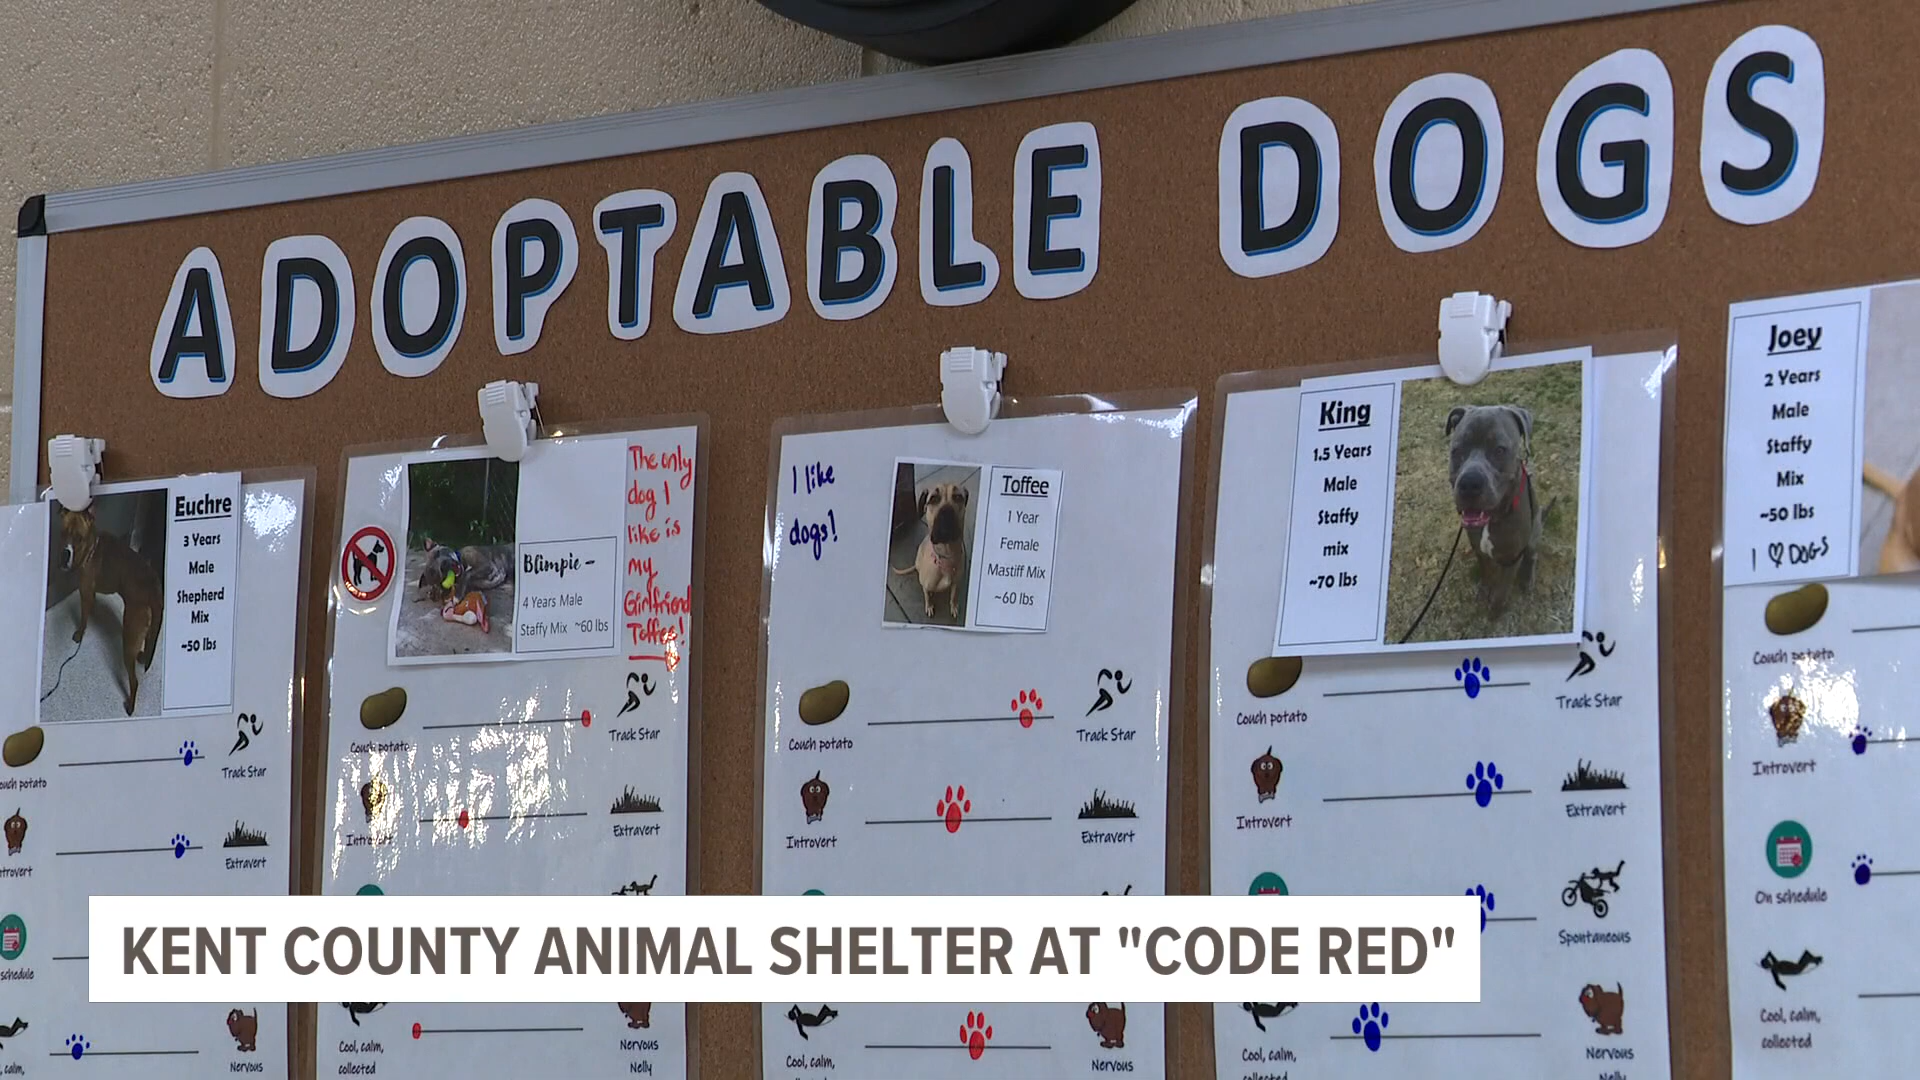 ADOPTABLE DOGS
Euchre
3 Years
Male
Shepherd
Mix
~50 lbs
Track Star
Extravert
Nervous
The only
dog I
like is
my
Girlfriend
Toffee!
Blimpie -
4 Years Male
Staffy Mix ~60 lbs
Couch potato
Track Star
Introvert
Extravert
Cool, calm,
collected
Nervous
Nelly
I like
dogs!
Toffee
1 Year
Female
Mastiff Mix
~60 lbs
Couch potato
Track Star
Introvert
Extravert
Cool, calm,
Nervous
King
1.5 Years
Male
Staffy
mix
~70 lbs
Couch potato
Track Star
Introvert
Extravert
Spontaneous
Cool, calm,
Nervous
Joey
2 Years
Male
Staffy
Mix
~50 lbs
I ♡ DOGS
Couch potato
Introvert
On schedule
Cool, calm,
collected
KENT COUNTY ANIMAL SHELTER AT "CODE RED"